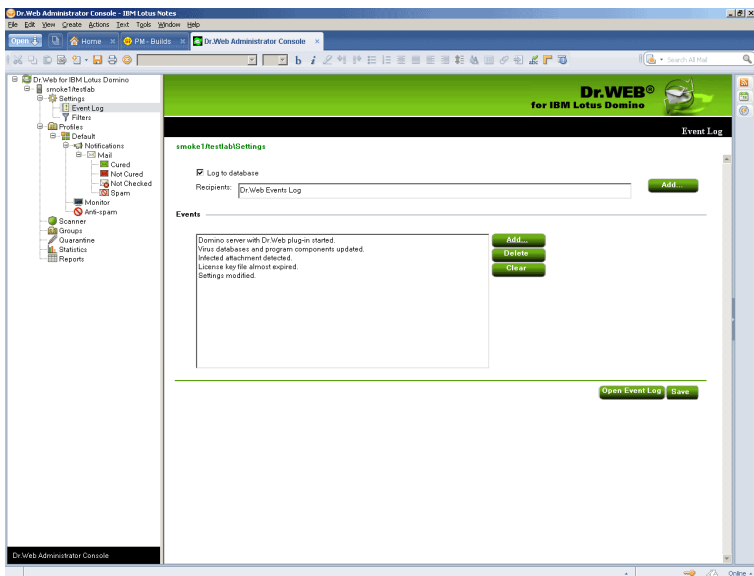 Dr.Web Administrator Console - IBM Lotus Notes
File Edit View Create Actions Text Tools Window Help
Open Home × PM - Builds × Dr.Web Administrator Console ×
Search All Mail
Dr.Web for IBM Lotus Domino
smoke1/testlab
Settings
Event Log
Filters
Profiles
Default
Notifications
Mail
Cured
Not Cured
Not Checked
Spam
Monitor
Anti-spam
Scanner
Groups
Quarantine
Statistics
Reports
Dr.Web Administrator Console
Dr.WEB®
for IBM Lotus Domino
Event Log
smoke1/testlab\Settings
Log to database
Recipients: Dr.Web Events Log Add...
Events
Domino server with Dr.Web plug-in started.
Virus databases and program components updated.
Infected attachment detected.
License key file almost expired.
Settings modified.
Add...
Delete
Clear
Open Event Log Save
Online